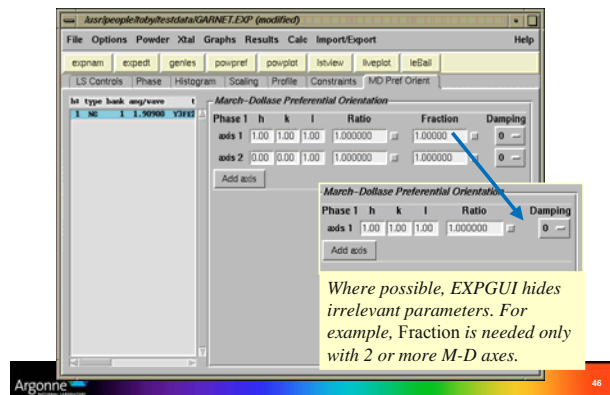 /usr/people/toby/testdata/GARNET.EXP (modified)
File Options Powder Xtal Graphs Results Calc Import/Export Help
expnam expedt genles powpref powplot lstview liveplot leBail
LS Controls Phase Histogram Scaling Profile Constraints MD Pref Orient
h# type bank ang/wave t
1 NC 1 1.90900
March-Dollase Preferential Orientation
Phase 1 h k l Ratio Fraction Damping
axis 1 1.00 1.00 1.00 1.000000 1.00000 0
axis 2 0.00 0.00 1.00 1.000000 1.000000 0
Add axis
March-Dollase Preferential Orientation
Phase 1 h k l Ratio Damping
axis 1 1.00 1.00 1.00 1.000000 0
Add axis
Where possible, EXPGUI hides
irrelevant parameters. For
example, Fraction is needed only
with 2 or more M-D axes.
Argonne
46